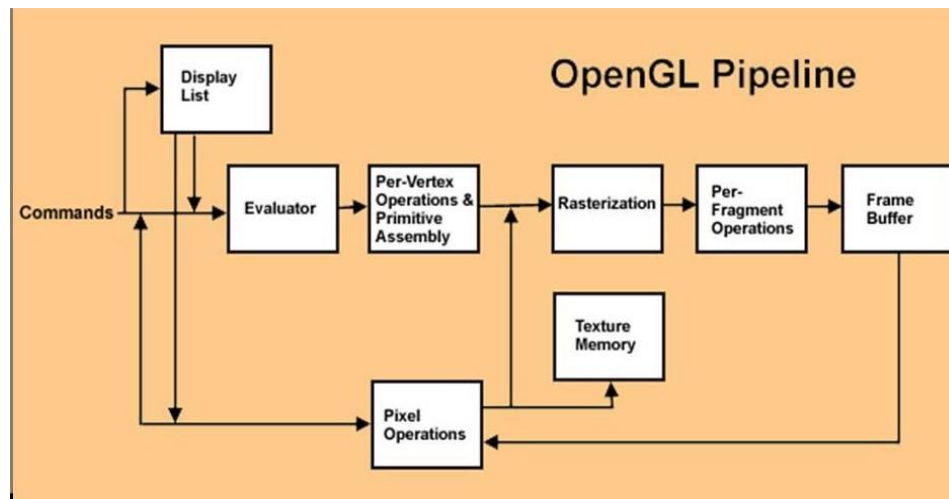 OpenGL Pipeline
Display
List
Commands
Evaluator
Per-Vertex
Operations &
Primitive
Assembly
Rasterization
Per-
Fragment
Operations
Frame
Buffer
Texture
Memory
Pixel
Operations